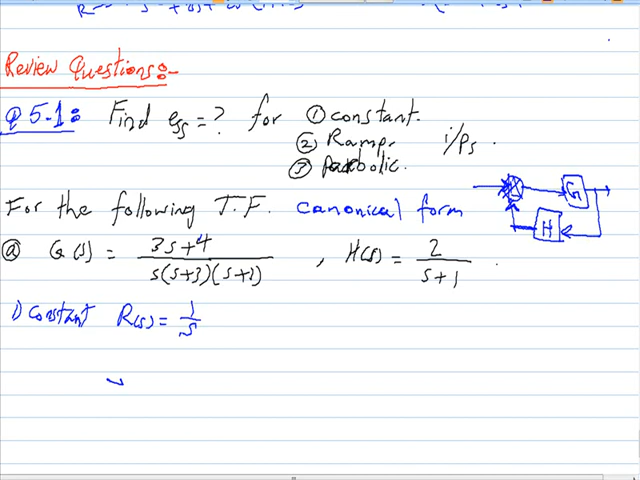 Review Questions:-
Q 5-1: Find ess = ? for ① constant.
② Ramp. i/Ps.
③ Parabolic.
For the following T.F. canonical form
G
H
ⓐ G(s) = 3s+4 / s(s+3)(s+1) , H(s) = 2 / s+1
1) Constant R(s) = 1/s